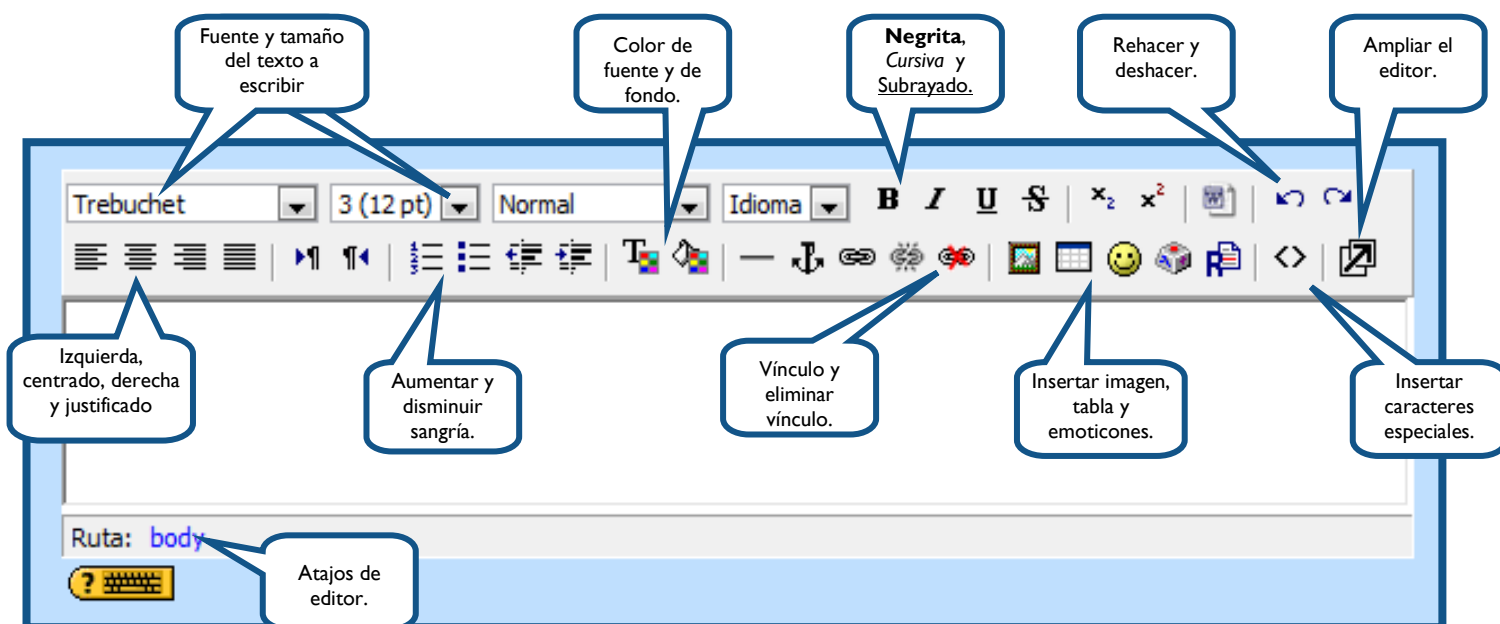 Fuente y tamaño
del texto a
escribir
Color de
fuente y de
fondo.
Negrita,
Cursiva y
Subrayado.
Rehacer y
deshacer.
Ampliar el
editor.
Trebuchet
3 (12 pt)
Normal
Idioma
B I U S x₂ x²
T
Izquierda,
centrado, derecha
y justificado
Aumentar y
disminuir
sangría.
Vínculo y
eliminar
vínculo.
Insertar imagen,
tabla y
emoticones.
Insertar
caracteres
especiales.
Ruta: body
?
Atajos de
editor.